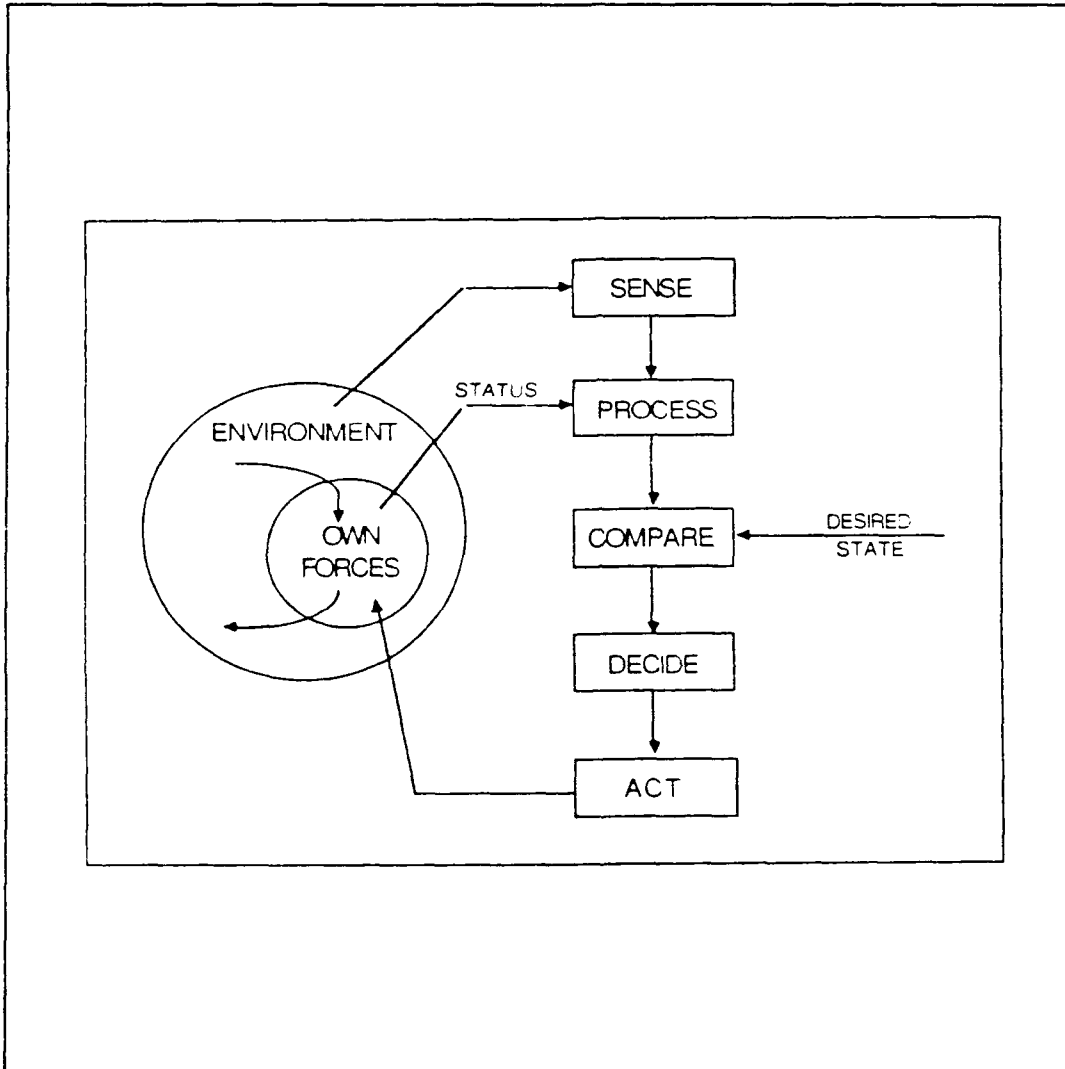 SENSE
STATUS
PROCESS
ENVIRONMENT
OWN
FORCES
COMPARE
DESIRED
STATE
DECIDE
ACT